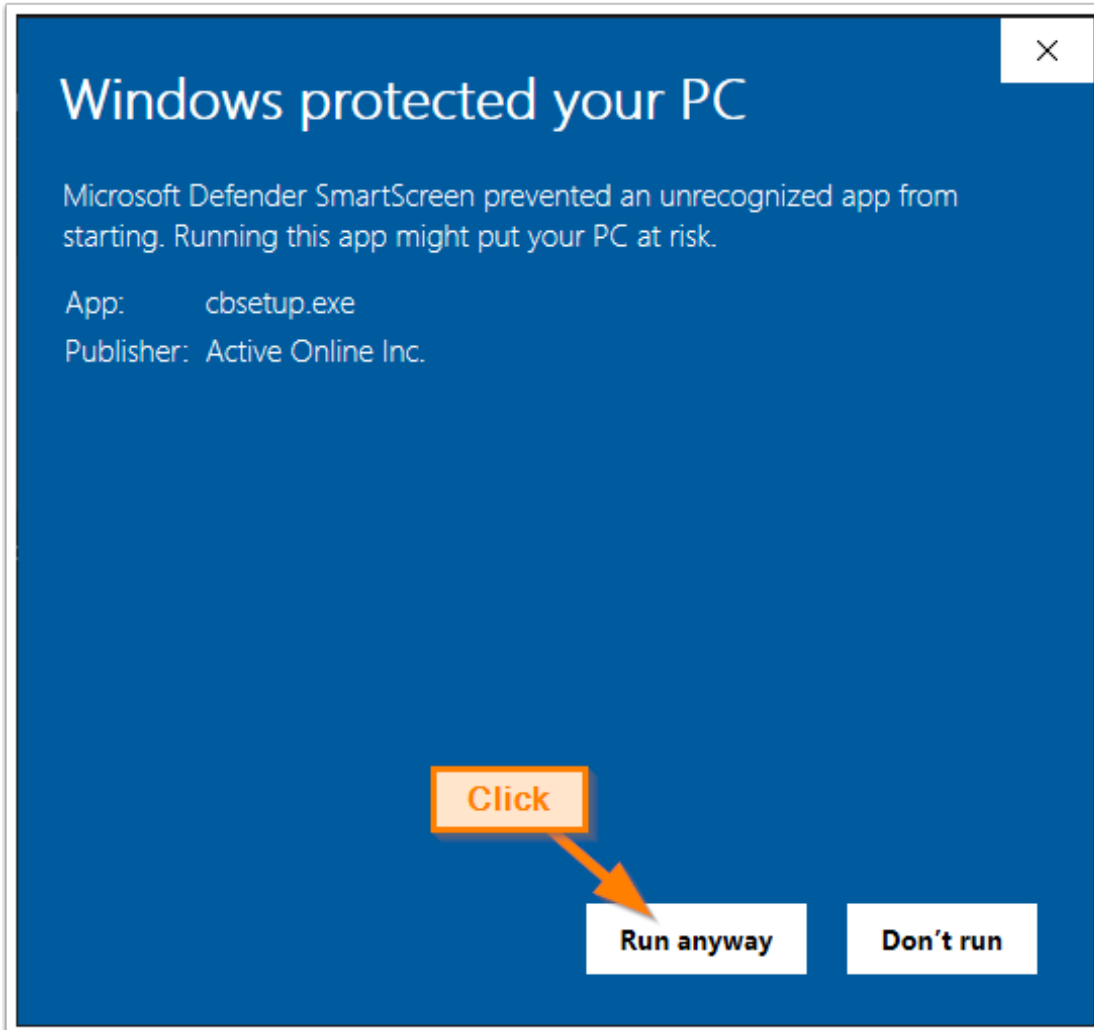 Windows protected your PC
Microsoft Defender SmartScreen prevented an unrecognized app from
starting. Running this app might put your PC at risk.
App: cbsetup.exe
Publisher: Active Online Inc.
Click
Run anyway Don't run